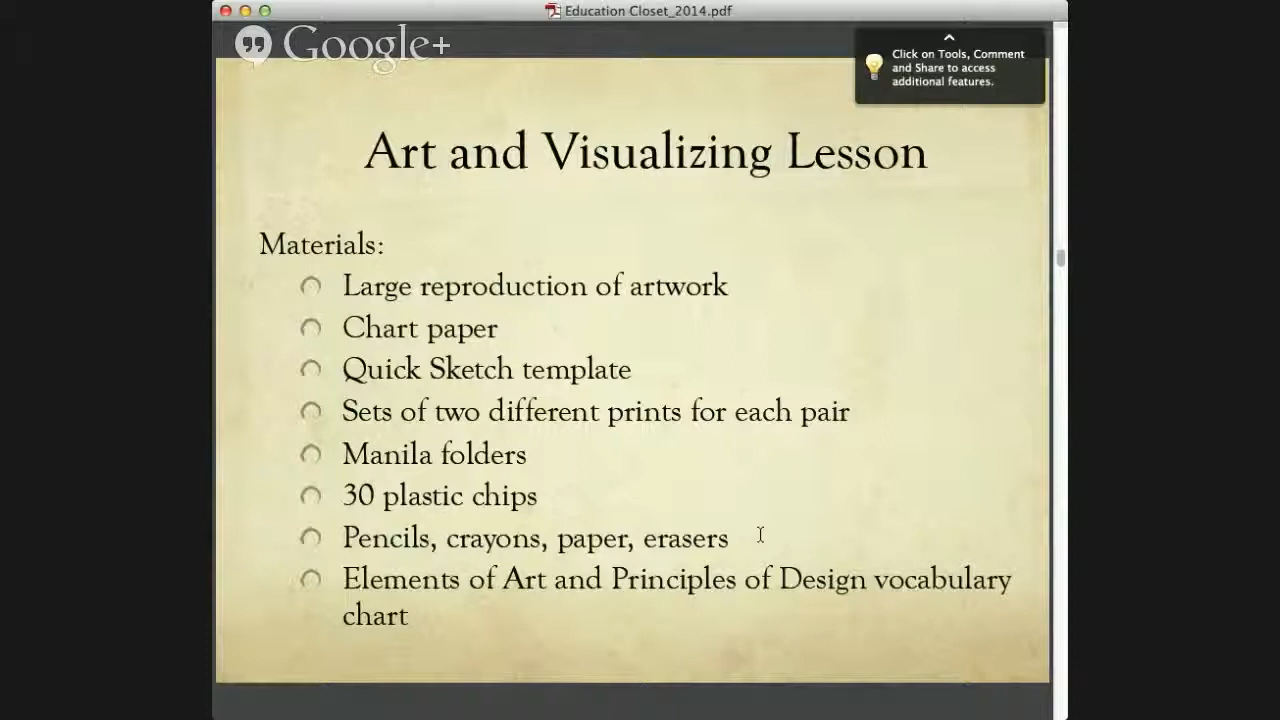 Education Closet_2014.pdf
Google+
Click on Tools, Comment
and Share to access
additional features.
Art and Visualizing Lesson
Materials:
Large reproduction of artwork
Chart paper
Quick Sketch template
Sets of two different prints for each pair
Manila folders
30 plastic chips
Pencils, crayons, paper, erasers
Elements of Art and Principles of Design vocabulary
chart